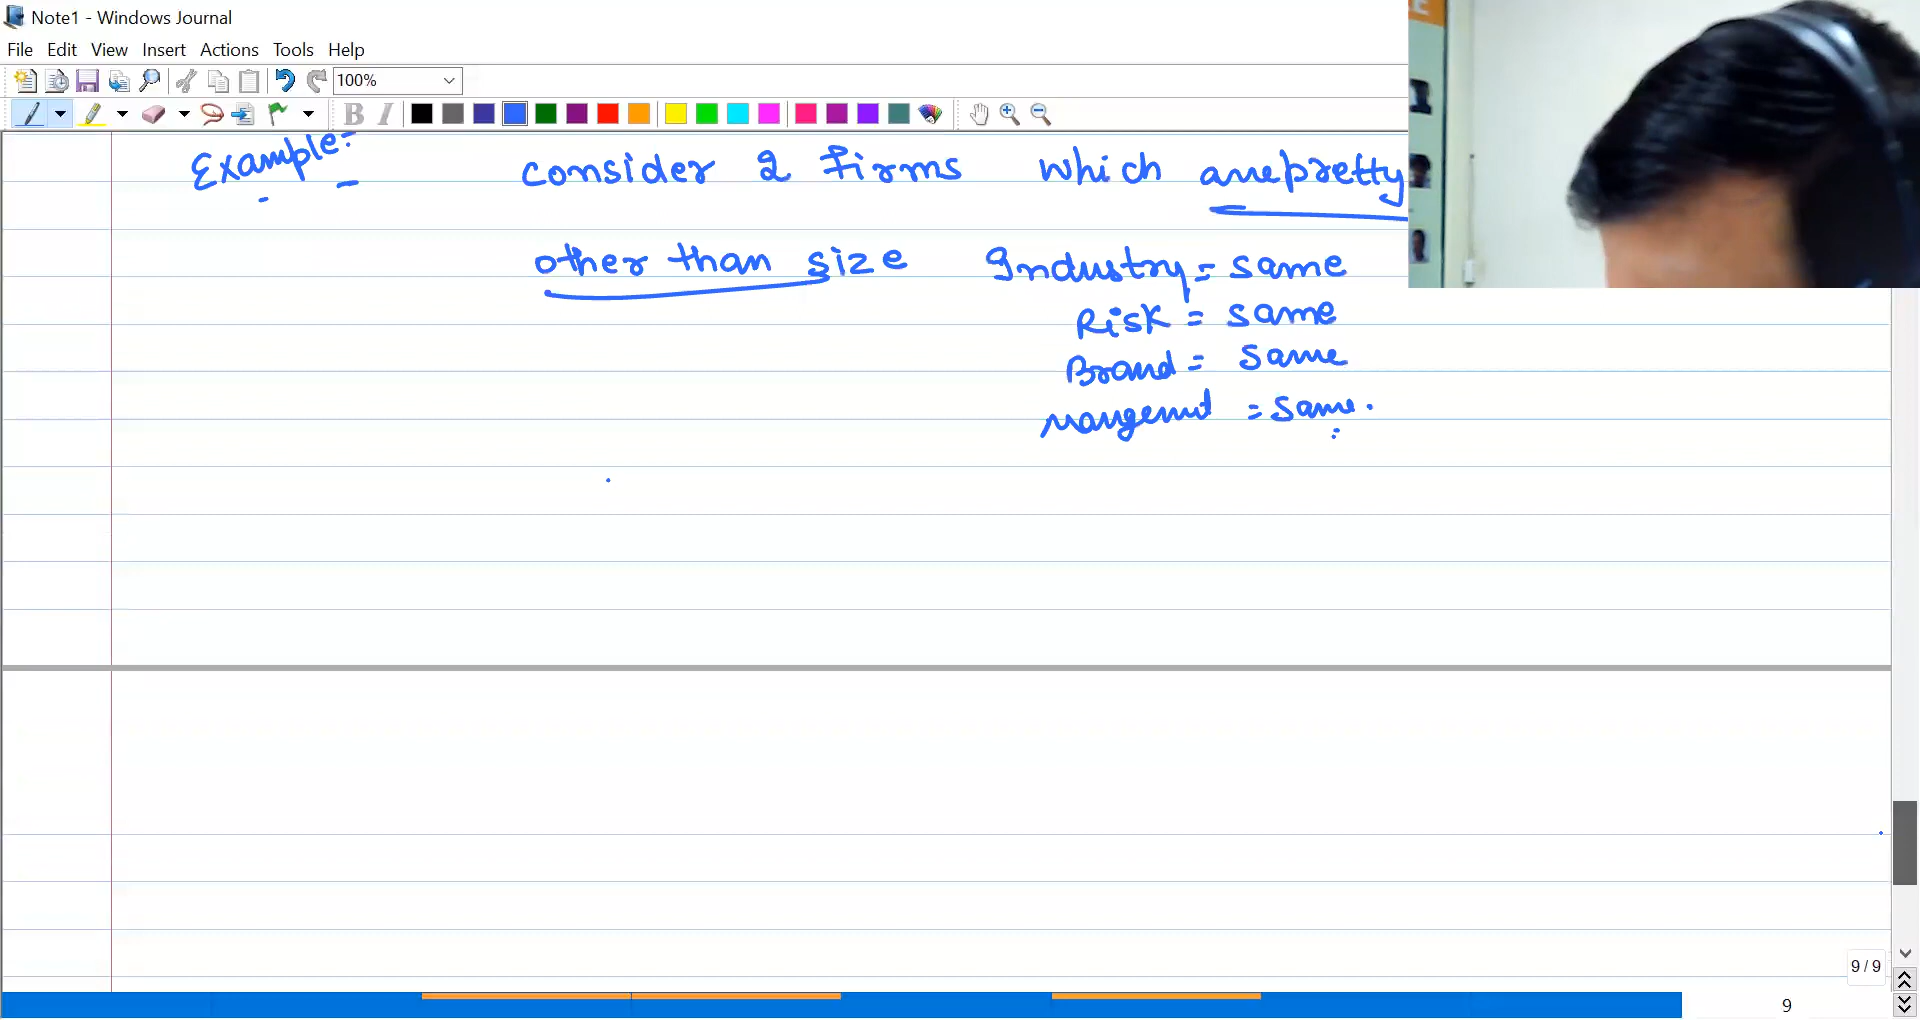 Note1 - Windows Journal
File Edit View Insert Actions Tools Help
100%
B I
Example:-
consider 2 firms which are pretty
other than size Industry = same
Risk = same
Brand = same
Mangemnt = same.
9 / 9
9